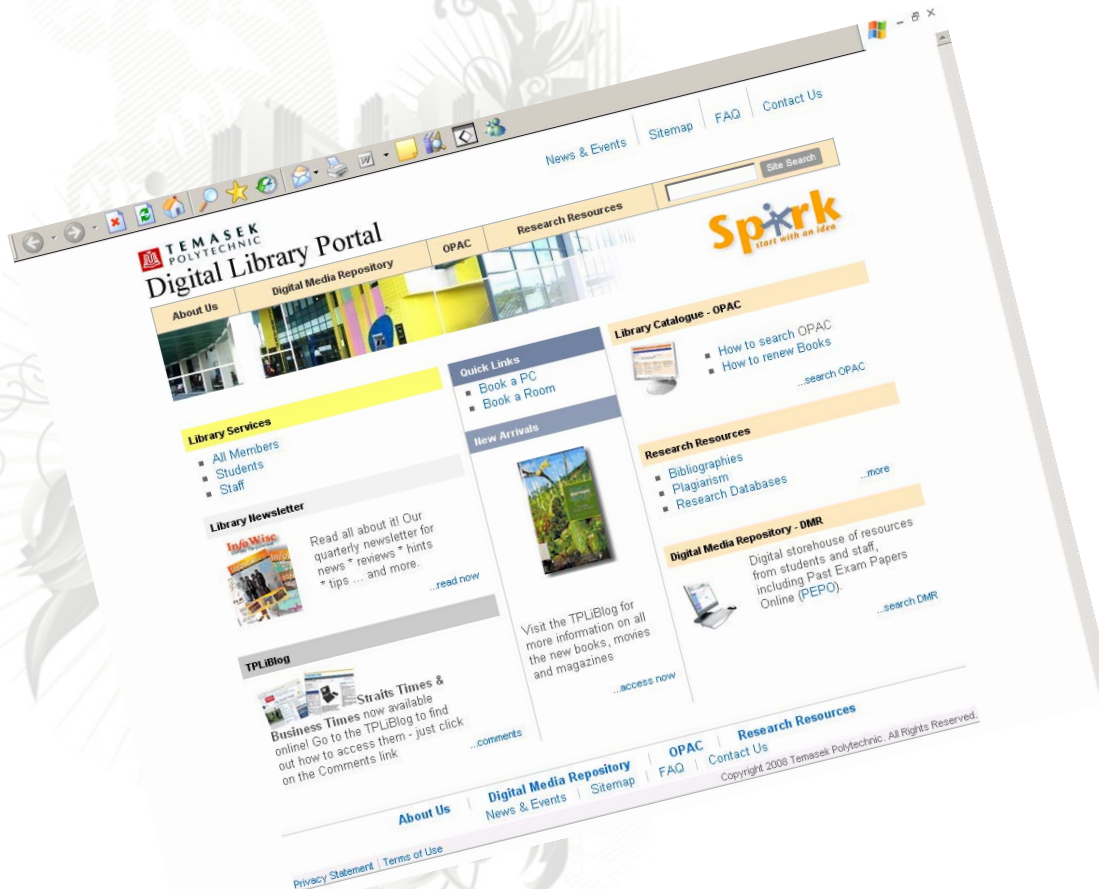 News & Events
Sitemap
FAQ
Contact Us
TEMASEK
POLYTECHNIC
Digital Library Portal
About Us
Digital Media Repository
OPAC
Research Resources
Site Search
Spark
start with an idea
Library Services
All Members
Students
Staff
Library Newsletter
InfoWise
Read all about it! Our
quarterly newsletter for
news * reviews * hints
* tips ... and more.
...read now
TPLiBlog
Straits Times &
Business Times now available
online! Go to the TPLiBlog to find
out how to access them - just click
on the Comments link
...comments
Quick Links
Book a PC
Book a Room
New Arrivals
Visit the TPLiBlog for
more information on all
the new books, movies
and magazines
...access now
Library Catalogue - OPAC
How to search OPAC
How to renew Books
...search OPAC
Research Resources
Bibliographies
Plagiarism
Research Databases
...more
Digital Media Repository - DMR
Digital storehouse of resources
from students and staff,
including Past Exam Papers
Online (PEPO).
...search DMR
About Us
Digital Media Repository
OPAC
Research Resources
News & Events
Sitemap
FAQ
Contact Us
Copyright 2008 Temasek Polytechnic. All Rights Reserved.
Privacy Statement | Terms of Use